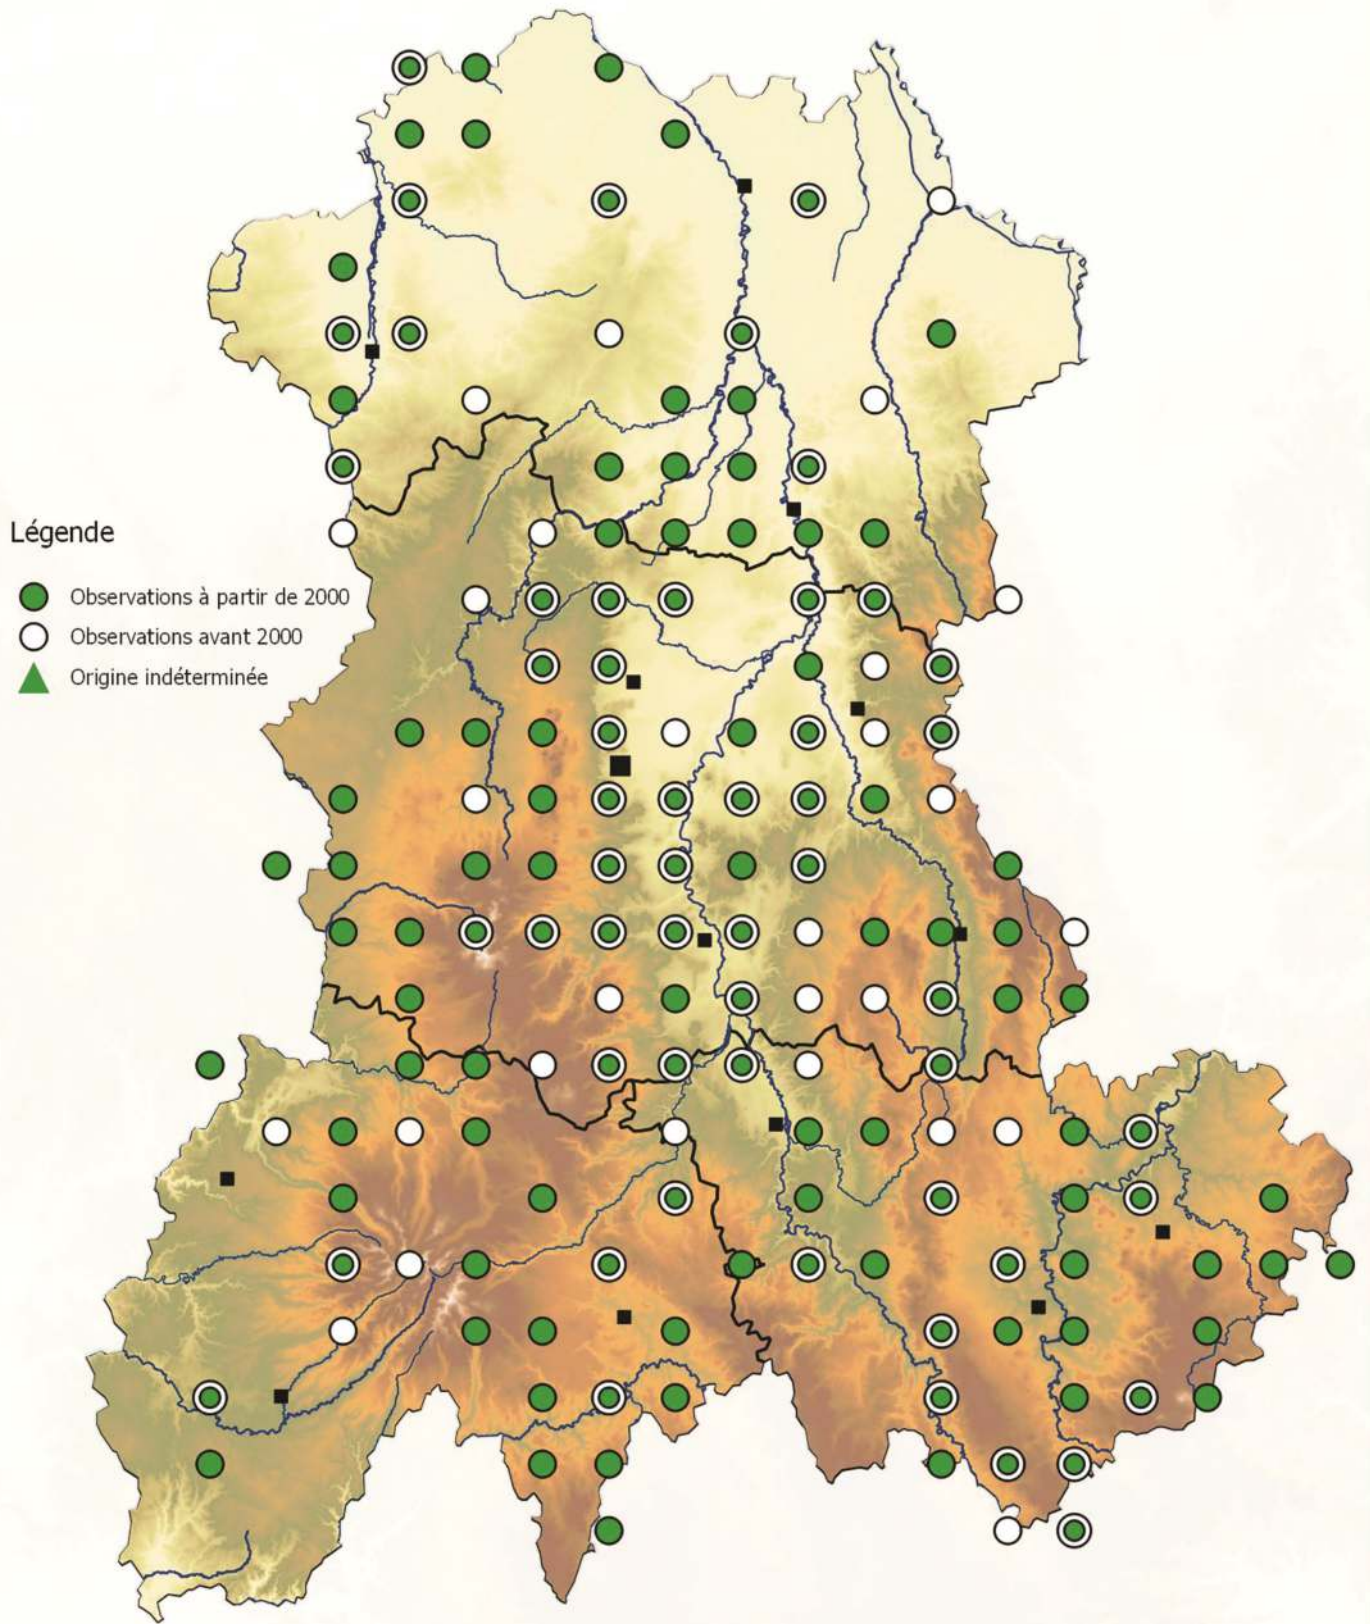 Légende
Observations à partir de 2000
Observations avant 2000
Origine indéterminée